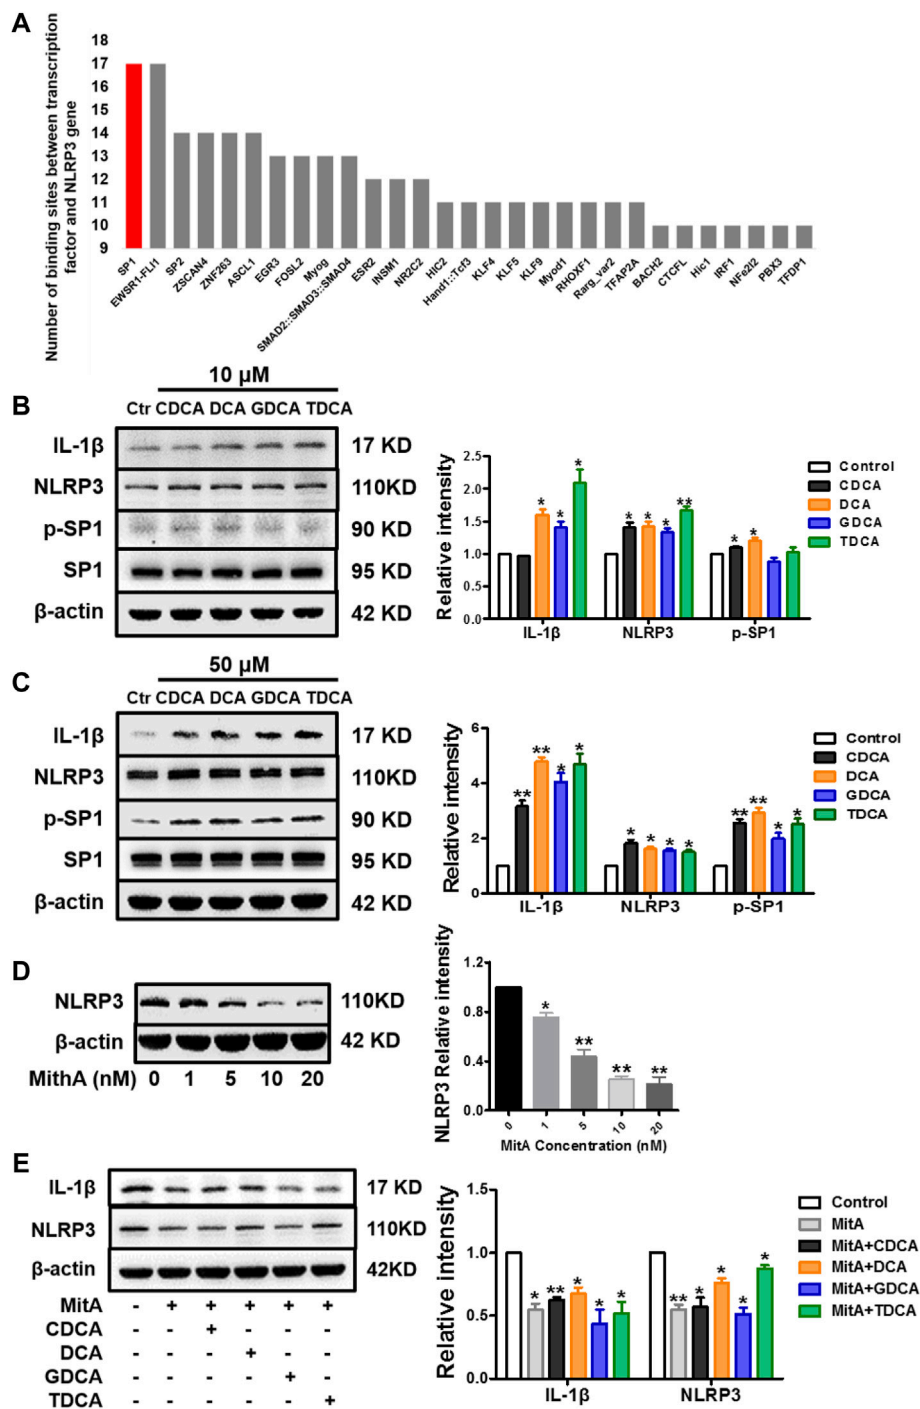 A
Number of binding sites between transcription
factor and NLRP3 gene
18
17
16
15
14
13
12
11
10
9
SP1
EWSR1-FLI1
SP2
ZSCAN4
ZNF263
ASCL1
EGR3
FOSL2
Myog
SMAD2::SMAD3::SMAD4
ESR2
INSM1
NR2C2
HIC2
Hand1::Tcf3
KLF4
KLF5
KLF9
Myod1
RHOXF1
Rarg_var2
TFAP2A
BACH2
CTCFL
Hic1
IRF1
NFe2l2
PBX3
TFDP1
B
10 μM
Ctr CDCA DCA GDCA TDCA
IL-1β 17 KD
NLRP3 110KD
p-SP1 90 KD
SP1 95 KD
β-actin 42 KD
Relative intensity
2.5
2.0
1.5
1.0
0.5
0.0
* * * * * * ** * *
IL-1β NLRP3 p-SP1
Control
CDCA
DCA
GDCA
TDCA
C
50 μM
Ctr CDCA DCA GDCA TDCA
IL-1β 17 KD
NLRP3 110KD
p-SP1 90 KD
SP1 95 KD
β-actin 42 KD
Relative intensity
6
4
2
0
** ** * * * * * * ** ** * *
IL-1β NLRP3 p-SP1
Control
CDCA
DCA
GDCA
TDCA
D
NLRP3 110KD
β-actin 42 KD
MithA (nM) 0 1 5 10 20
NLRP3 Relative intensity
1.2
0.8
0.4
0.0
* ** ** **
0 1 5 10 20
MitA Concentration (nM)
E
IL-1β 17 KD
NLRP3 110KD
β-actin 42KD
MitA - + + + + +
CDCA - - + - - -
DCA - - - + - -
GDCA - - - - + -
TDCA - - - - - +
Relative intensity
1.5
1.0
0.5
0.0
* ** * * * ** * * * *
IL-1β NLRP3
Control
MitA
MitA+CDCA
MitA+DCA
MitA+GDCA
MitA+TDCA